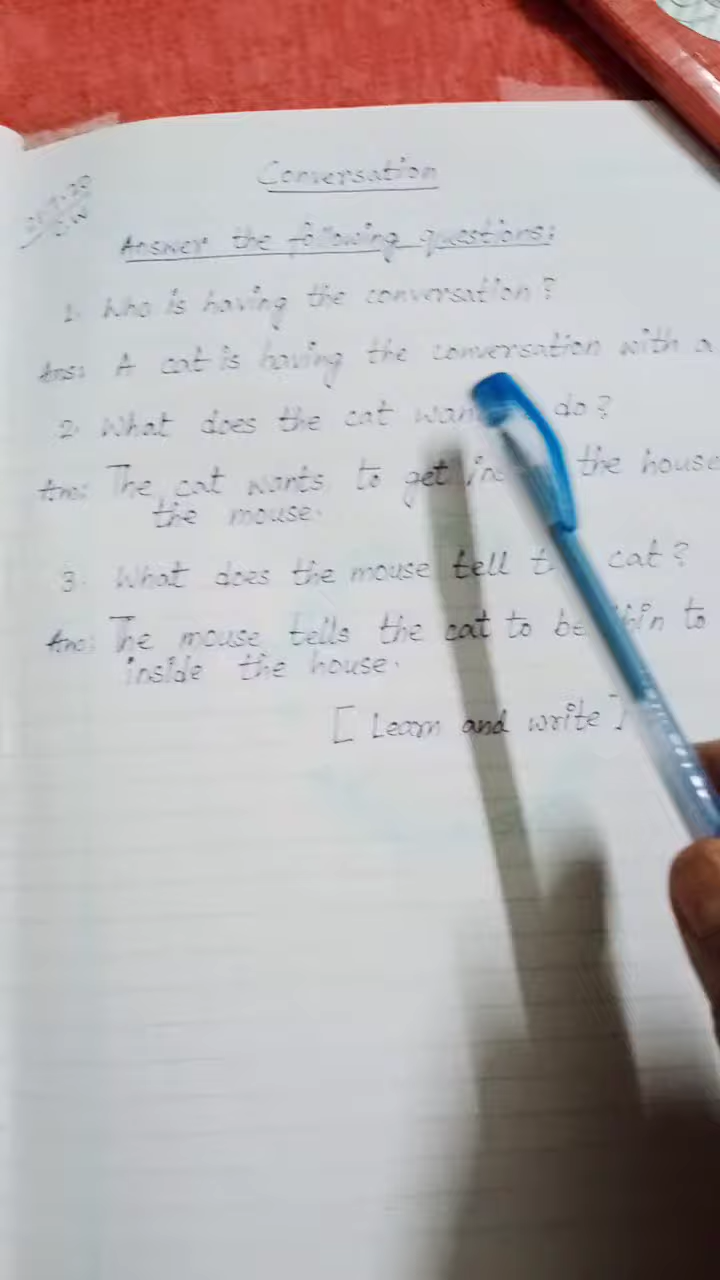 Conversation
Answer the following questions:
1. Who is having the conversation?
Ans: A cat is having the conversation with a
2. What does the cat do?
Ans: The cat wants to get the house
the mouse.
3. What does the mouse tell cat?
Ans: The mouse tells the cat to be to
inside the house.
[Learn and write]